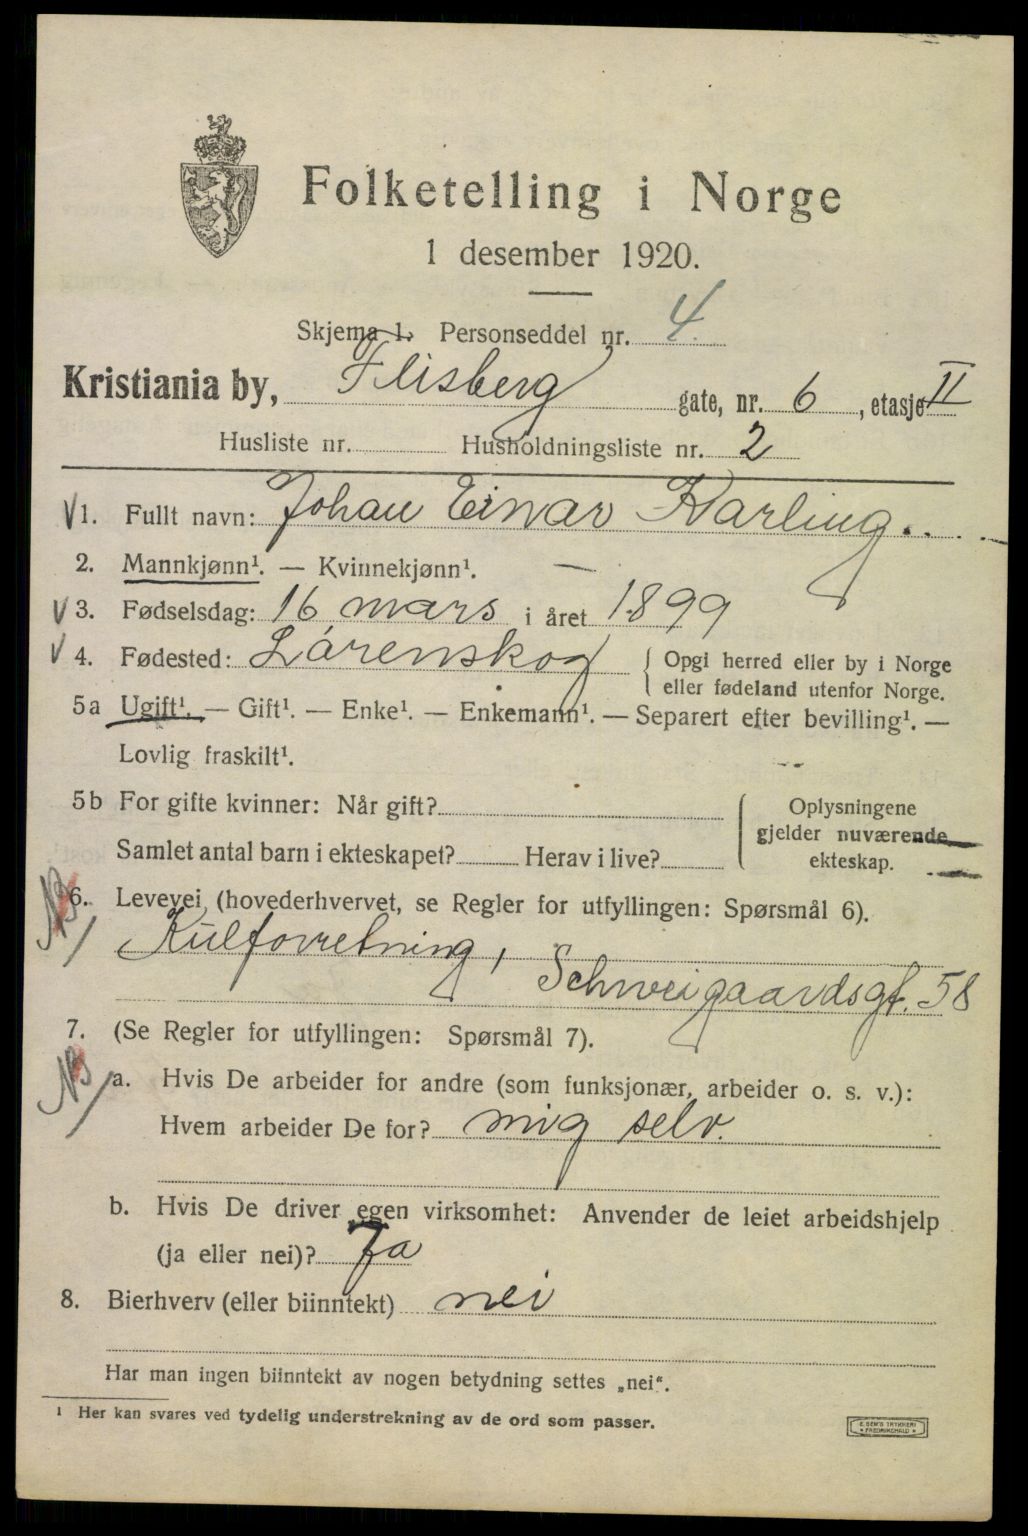 Folketelling i Norge
1 desember 1920.
Skjema 1. Personseddel nr. 4.
Kristiania by, Flisberg gate, nr. 6, etasje II
Husliste nr. Husholdningsliste nr. 2
1. Fullt navn: Johan Einar Karling.
2. Mannkjønn¹. — Kvinnekjønn¹.
3. Fødselsdag: 16 mars i året 1899
4. Fødested: Lörenskog { Opgi herred eller by i Norge
eller fødeland utenfor Norge.
5a Ugift¹. — Gift¹. — Enke¹. — Enkemann¹. — Separert efter bevilling¹. —
Lovlig fraskilt¹.
5b For gifte kvinner: Når gift? { Oplysningene
gjelder nuværende
ekteskap.
Samlet antal barn i ekteskapet? Herav i live?
NB 6. Levevei (hovederhvervet, se Regler for utfyllingen: Spørsmål 6).
Kulforretning, Schweigaardsgt. 58
7. (Se Regler for utfyllingen: Spørsmål 7).
NB a. Hvis De arbeider for andre (som funksjonær, arbeider o. s. v.):
Hvem arbeider De for? mig selv.
b. Hvis De driver egen virksomhet: Anvender de leiet arbeidshjelp
(ja eller nei)? Ja
8. Bierhverv (eller biinntekt) nei
Har man ingen biinntekt av nogen betydning settes „nei“.
¹ Her kan svares ved tydelig understrekning av de ord som passer.
E. SEM'S TRYKKERI
FREDRIKSHALD